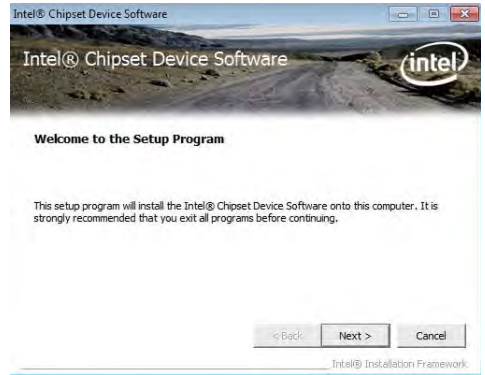 Intel® Chipset Device Software
Intel® Chipset Device Software
intel
Welcome to the Setup Program
This setup program will install the Intel® Chipset Device Software onto this computer. It is
strongly recommended that you exit all programs before continuing.
< Back Next > Cancel
Intel® Installation Framework